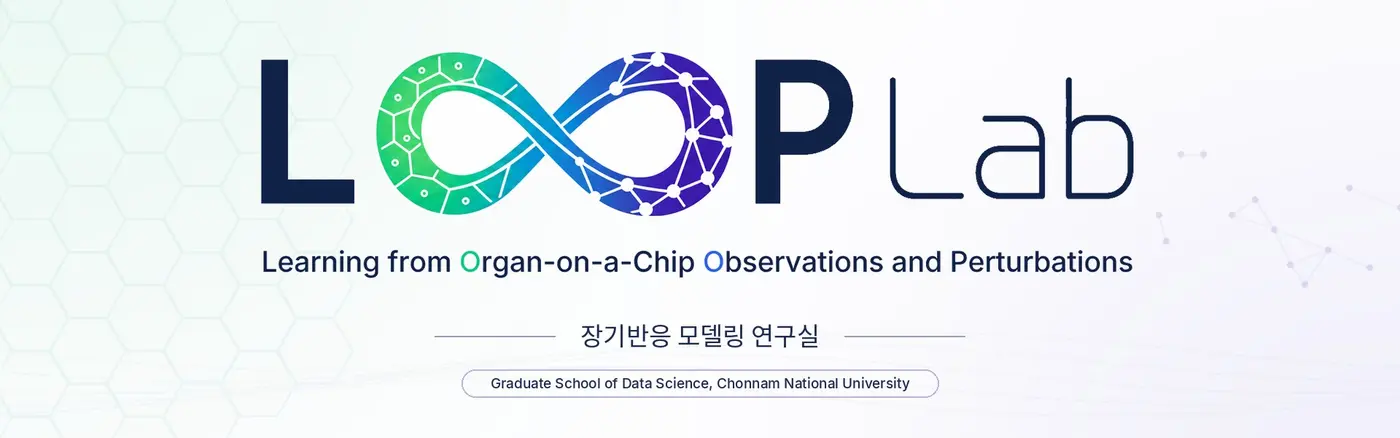 LOOP Lab
Learning from Organ-on-a-Chip Observations and Perturbations
장기반응 모델링 연구실
Graduate School of Data Science, Chonnam National University